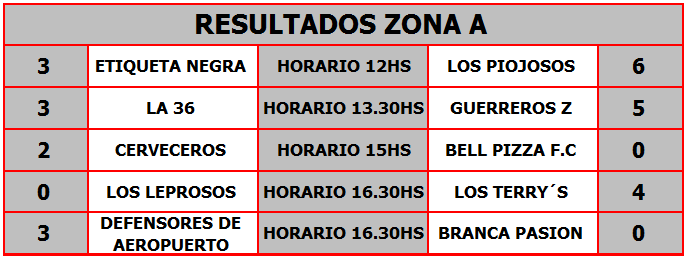 RESULTADOS ZONA A
3 ETIQUETA NEGRA HORARIO 12HS LOS PIOJOSOS 6
3 LA 36 HORARIO 13.30HS GUERREROS Z 5
2 CERVECEROS HORARIO 15HS BELL PIZZA F.C 0
0 LOS LEPROSOS HORARIO 16.30HS LOS TERRY´S 4
3 DEFENSORES DE AEROPUERTO HORARIO 16.30HS BRANCA PASION 0